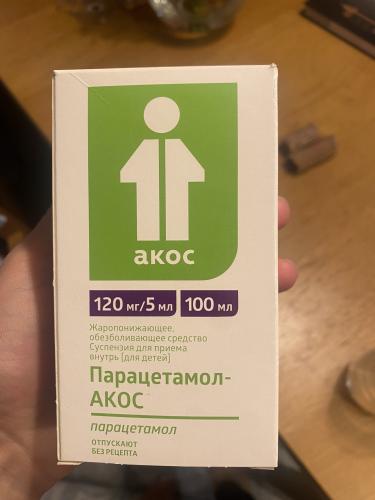 акос
120 мг/5 мл 100 мл
Жаропонижающее,
обезболивающее средство
Суспензия для приема
внутрь [для детей]
Парацетамол-
АКОС
парацетамол
ОТПУСКАЮТ
БЕЗ РЕЦЕПТА